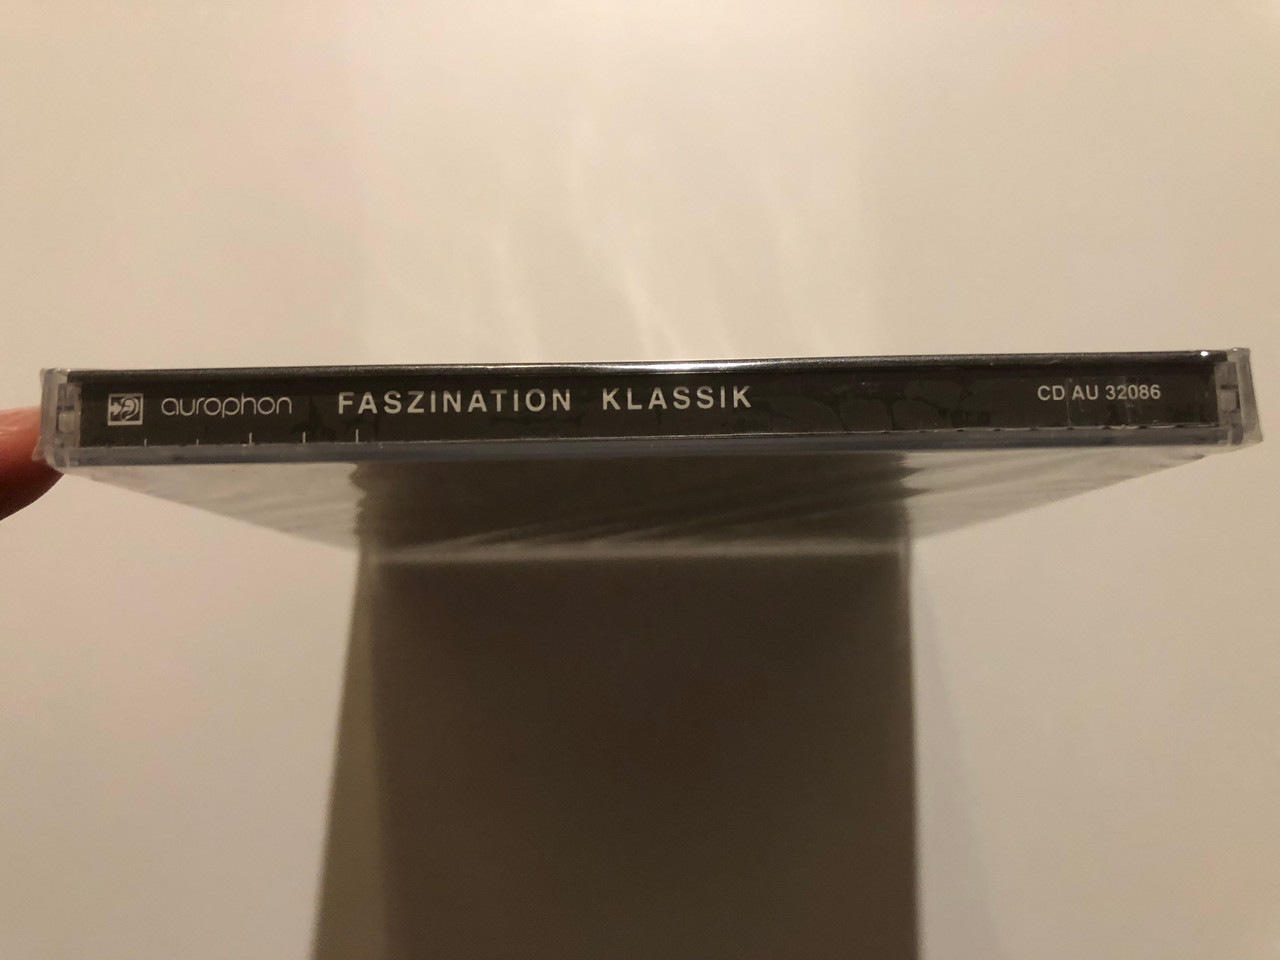 aurophon FASZINATION KLASSIK CD AU 32086